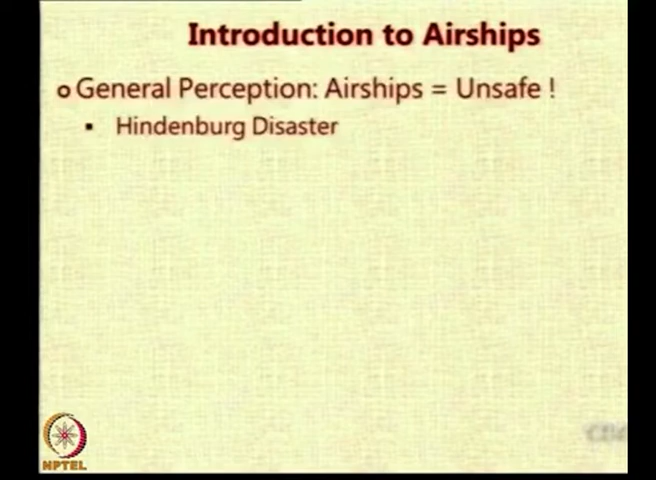 Introduction to Airships
General Perception: Airships = Unsafe !
Hindenburg Disaster
NPTEL